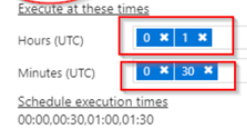 Execute at these times
Hours (UTC) 0 ✖ 1 ✖
Minutes (UTC) 0 ✖ 30 ✖
Schedule execution times
00:00,00:30,01:00,01:30